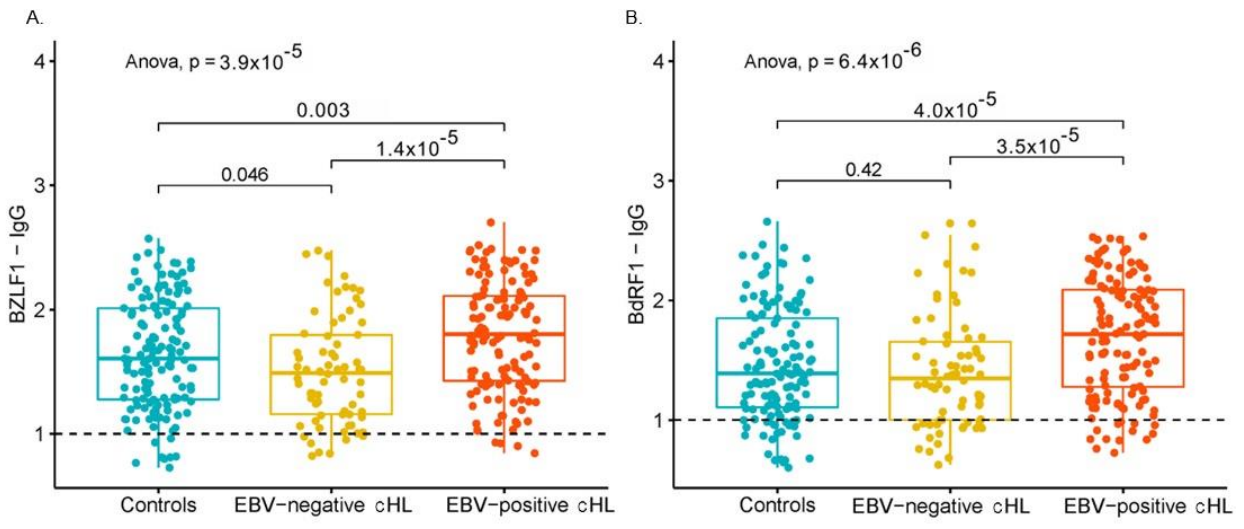 A.
BZLF1 − IgG
4
3
2
1
Anova, p = 3.9x10-5
0.003
1.4x10-5
0.046
Controls
EBV−negative cHL
EBV−positive cHL
B.
BdRF1 − IgG
4
3
2
1
Anova, p = 6.4x10-6
4.0x10-5
3.5x10-5
0.42
Controls
EBV−negative cHL
EBV−positive cHL